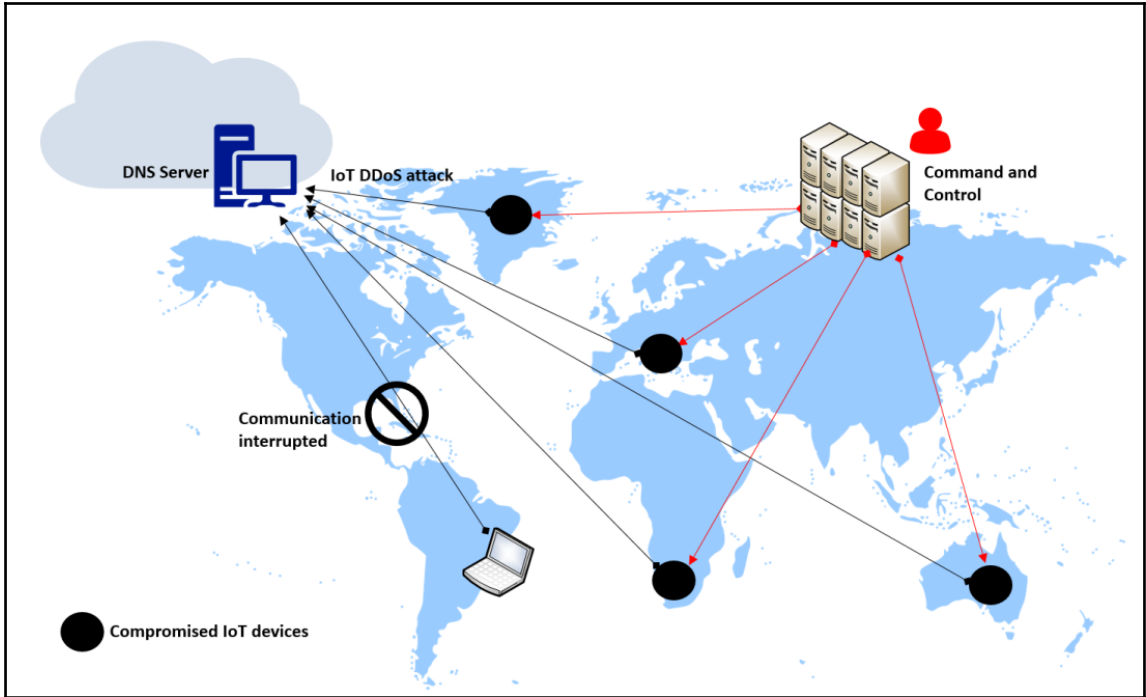 DNS Server
IoT DDoS attack
Command and
Control
Communication
interrupted
Compromised IoT devices